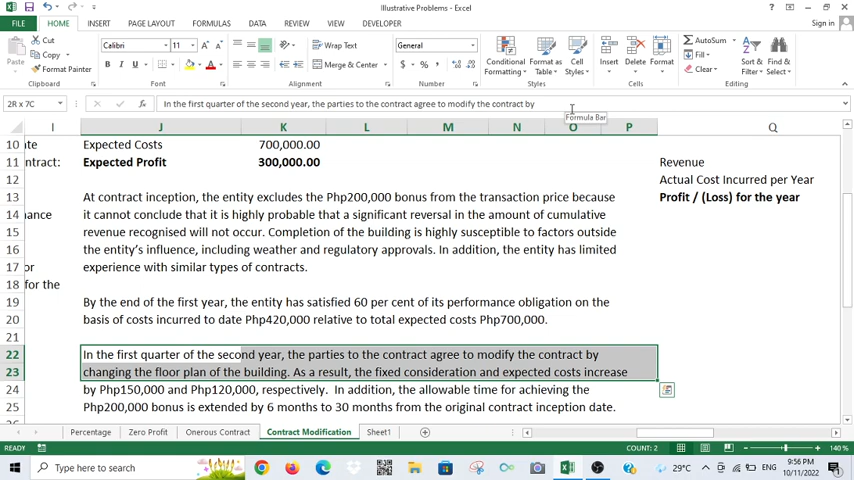 Illustrative Problems - Excel
FILE HOME INSERT PAGE LAYOUT FORMULAS DATA REVIEW VIEW DEVELOPER Sign in
Cut
Copy
Format Painter
Paste
Clipboard
Calibri 11
B I U
Font
Wrap Text
Merge & Center
Alignment
General
$ % ,
Number
Conditional Formatting
Format as Table
Cell Styles
Styles
Insert Delete Format
Cells
AutoSum
Fill
Clear
Sort & Filter
Find & Select
Editing
2R x 7C
fx In the first quarter of the second year, the parties to the contract agree to modify the contract by
Formula Bar
I J K L M N O P Q
10 ate Expected Costs 700,000.00
11 ntract: Expected Profit 300,000.00 Revenue
12 Actual Cost Incurred per Year
13 At contract inception, the entity excludes the Php200,000 bonus from the transaction price because Profit / (Loss) for the year
14 nance it cannot conclude that it is highly probable that a significant reversal in the amount of cumulative
15 revenue recognised will not occur. Completion of the building is highly susceptible to factors outside
16 the entity's influence, including weather and regulatory approvals. In addition, the entity has limited
17 or experience with similar types of contracts.
18 for the
19 By the end of the first year, the entity has satisfied 60 per cent of its performance obligation on the
20 basis of costs incurred to date Php420,000 relative to total expected costs Php700,000.
21
22 In the first quarter of the second year, the parties to the contract agree to modify the contract by
23 changing the floor plan of the building. As a result, the fixed consideration and expected costs increase
24 by Php150,000 and Php120,000, respectively. In addition, the allowable time for achieving the
25 Php200,000 bonus is extended by 6 months to 30 months from the original contract inception date.
Percentage Zero Profit Onerous Contract Contract Modification Sheet1
READY COUNT: 2 140 %
Type here to search
29°C ENG 9:56 PM
10/11/2022